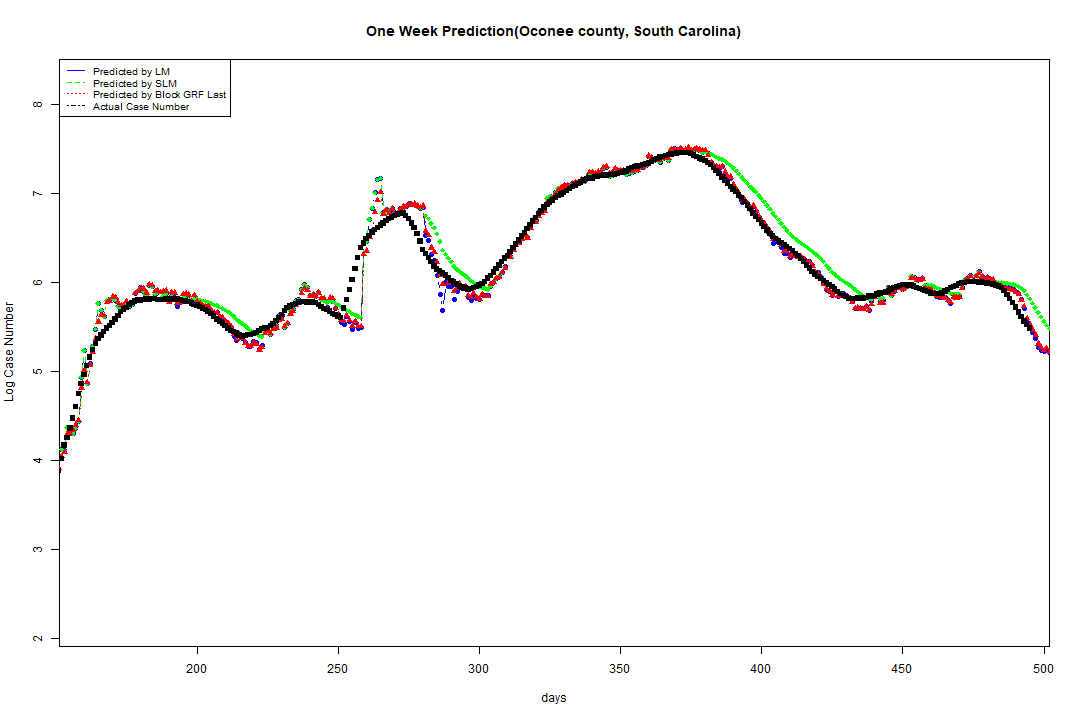 One Week Prediction(Oconee county, South Carolina)
Predicted by LM
Predicted by SLM
Predicted by Block GRF Last
Actual Case Number
8
7
6
5
4
3
2
Log Case Number
200
250
300
350
400
450
500
days